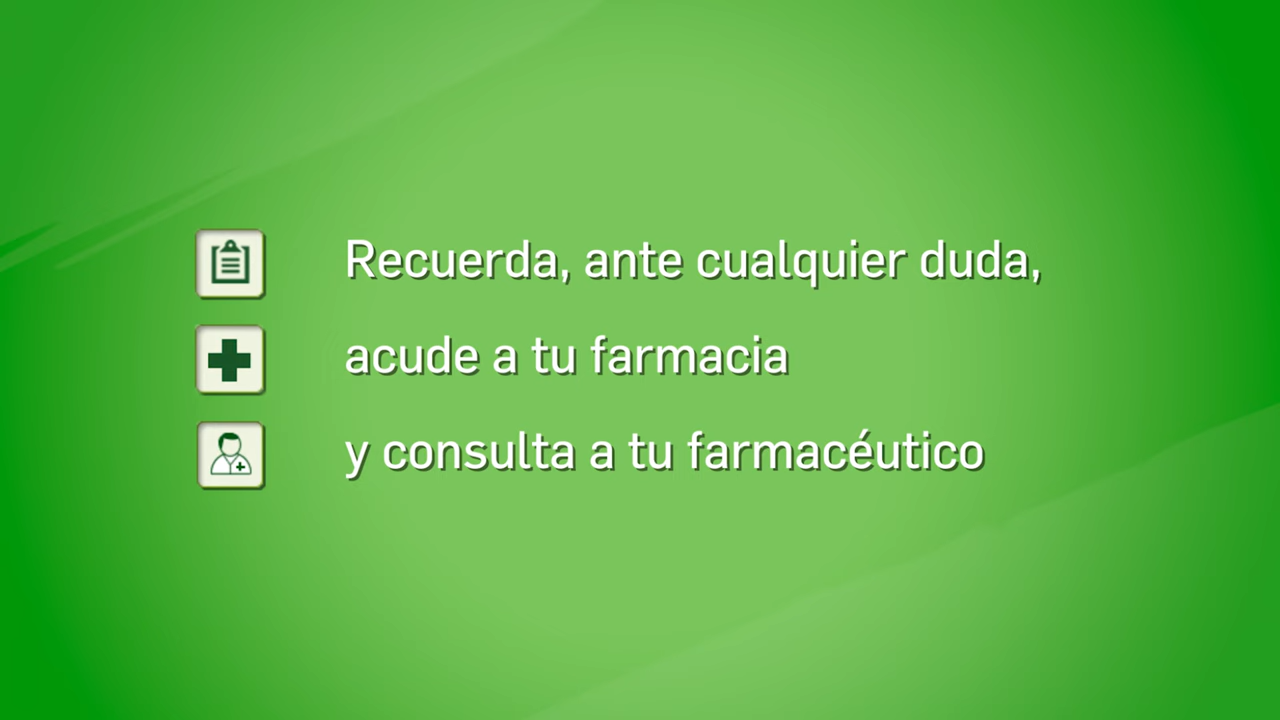 Recuerda, ante cualquier duda,
acude a tu farmacia
y consulta a tu farmacéutico